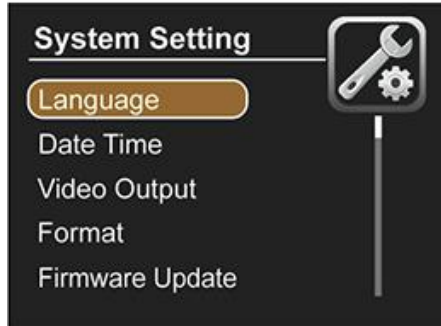 System Setting
Language
Date Time
Video Output
Format
Firmware Update